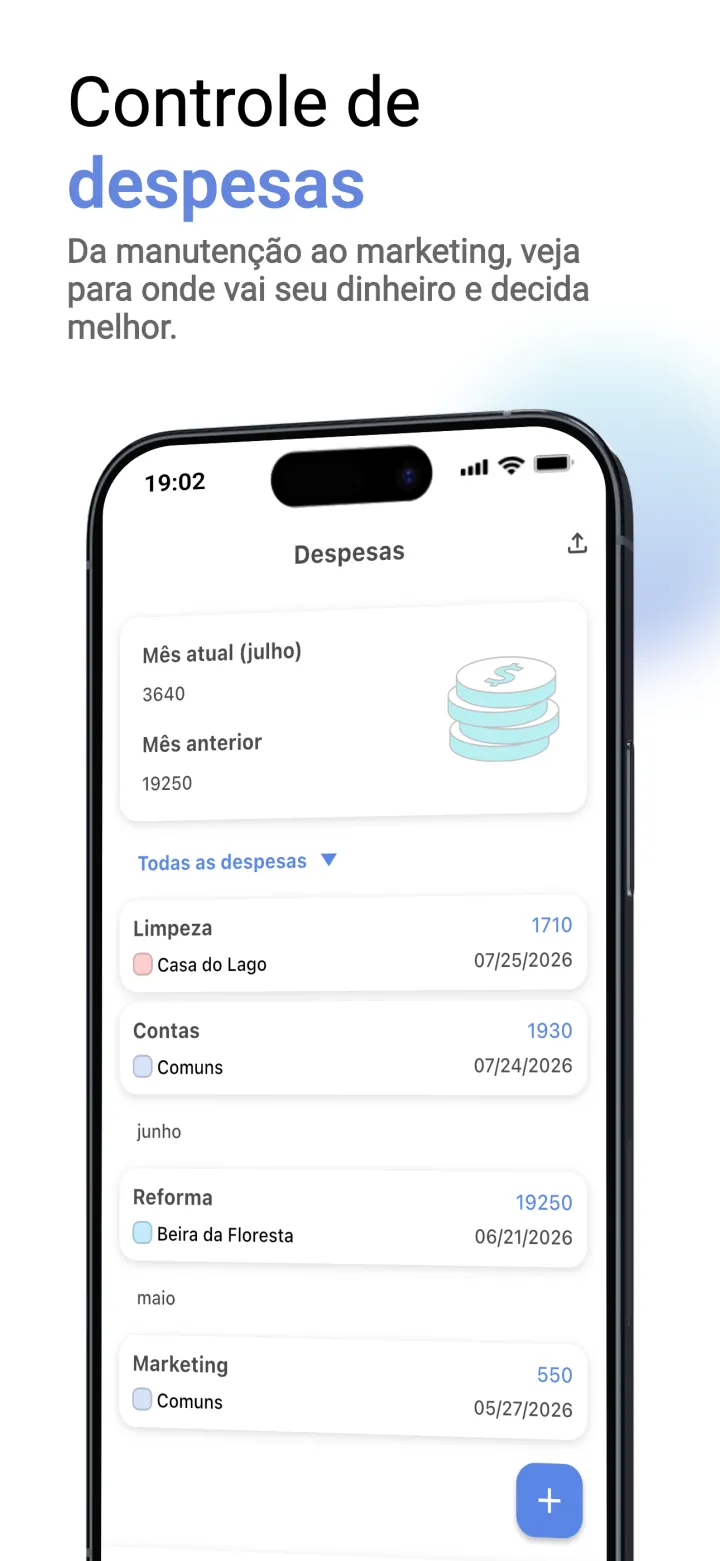 Controle de
despesas
Da manutenção ao marketing, veja
para onde vai seu dinheiro e decida
melhor.
19:02
Despesas
Mês atual (julho)
3640
Mês anterior
19250
$
Todas as despesas
Limpeza
1710
Casa do Lago
07/25/2026
Contas
1930
Comuns
07/24/2026
junho
Reforma
19250
Beira da Floresta
06/21/2026
maio
Marketing
550
Comuns
05/27/2026
+